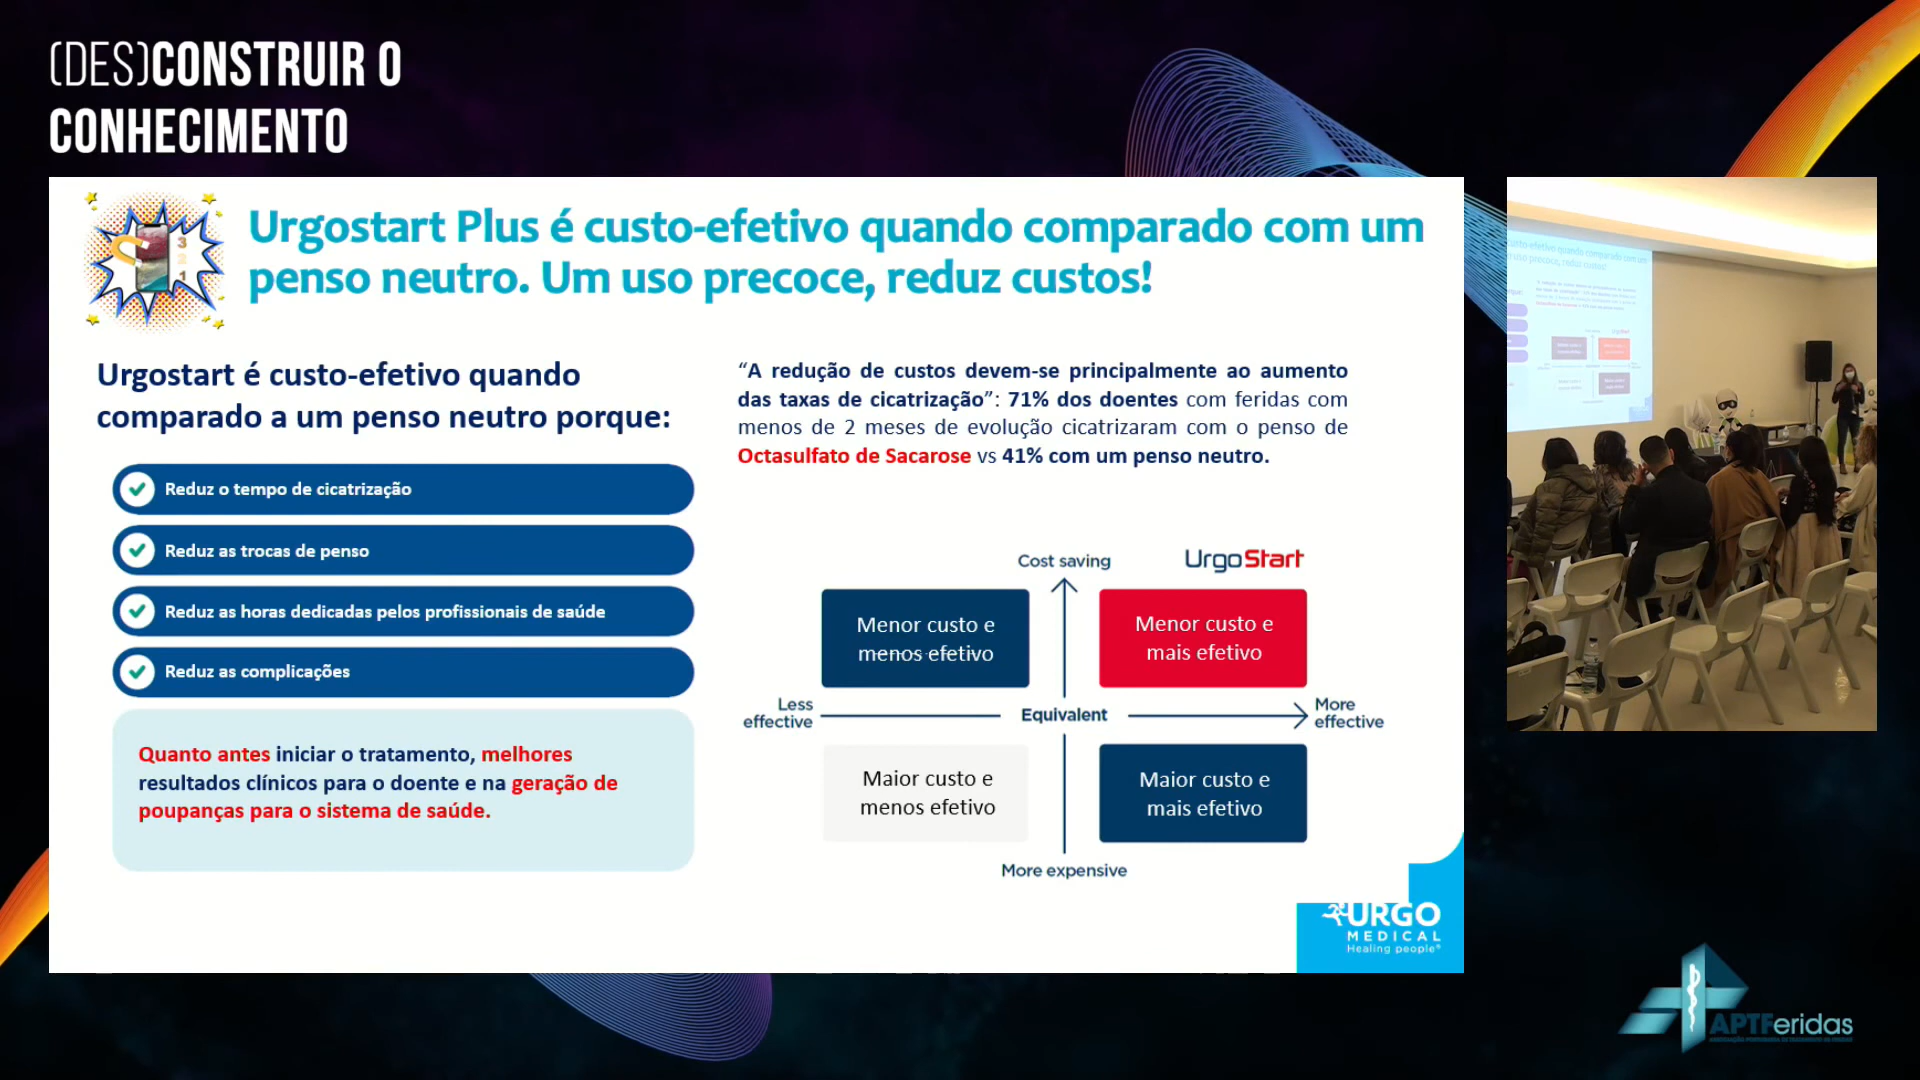 (DES)CONSTRUIR O
CONHECIMENTO
3
2
1
Urgostart Plus é custo-efetivo quando comparado com um
penso neutro. Um uso precoce, reduz custos!
Urgostart é custo-efetivo quando
comparado a um penso neutro porque:
Reduz o tempo de cicatrização
Reduz as trocas de penso
Reduz as horas dedicadas pelos profissionais de saúde
Reduz as complicações
Quanto antes iniciar o tratamento, melhores
resultados clínicos para o doente e na geração de
poupanças para o sistema de saúde.
“A redução de custos devem-se principalmente ao aumento
das taxas de cicatrização”: 71% dos doentes com feridas com
menos de 2 meses de evolução cicatrizaram com o penso de
Octasulfato de Sacarose vs 41% com um penso neutro.
Cost saving
UrgoStart
Menor custo e
menos efetivo
Menor custo e
mais efetivo
Less
effective
Equivalent
More
effective
Maior custo e
menos efetivo
Maior custo e
mais efetivo
More expensive
URGO
MEDICAL
Healing people®
APTFeridas